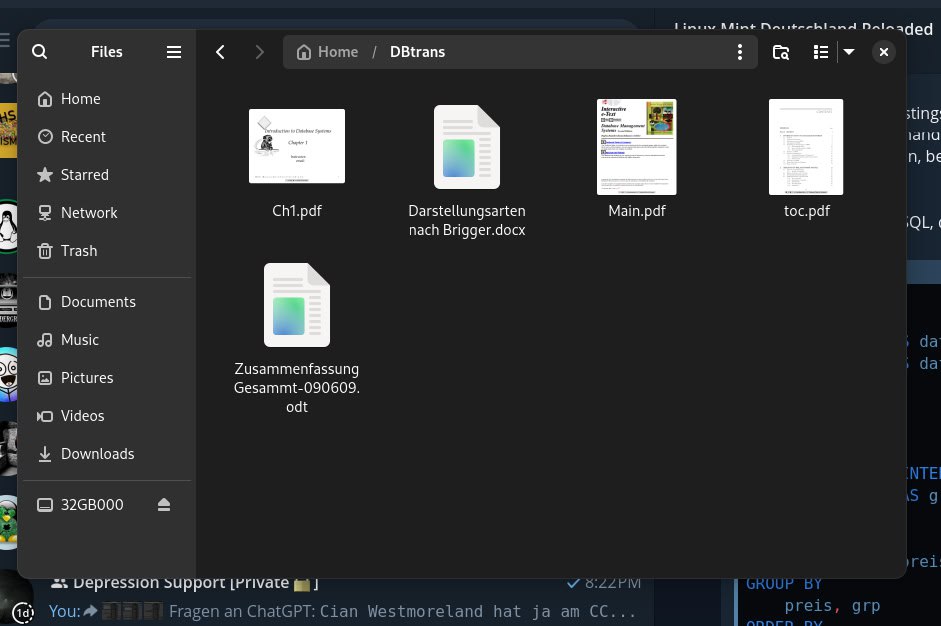 Linux Mint Deutschland Reloaded
Files
Home / DBtrans
Home
Recent
Starred
Network
Trash
Documents
Music
Pictures
Videos
Downloads
32GB000
Introduction to Database Systems
Chapter 1
Ch1.pdf
Darstellungsarten
nach Brigger.docx
Interactive
e-Text
Database Management
Systems
Main.pdf
toc.pdf
Zusammenfassung
Gesammt-090609.
odt
GROUP BY
preis, grp
ORDER BY
Depression Support [Private ]
8:22PM
1d
You: Fragen an ChatGPT: Cian Westmoreland hat ja am CC...